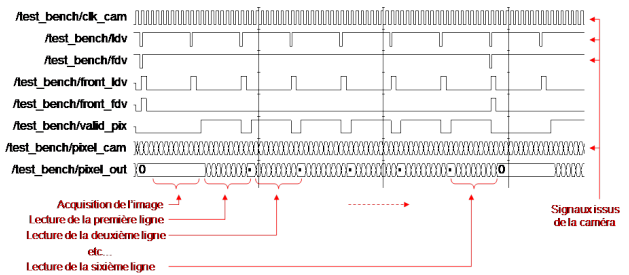 /test_bench/clk_cam
/test_bench/ldv
/test_bench/fdv
/test_bench/front_ldv
/test_bench/front_fdv
/test_bench/valid_pix
/test_bench/pixel_cam
/test_bench/pixel_out
0
0
Acquisition de l'image
Lecture de la première ligne
Lecture de la deuxième ligne
etc...
Lecture de la sixième ligne
Signaux issus
de la caméra